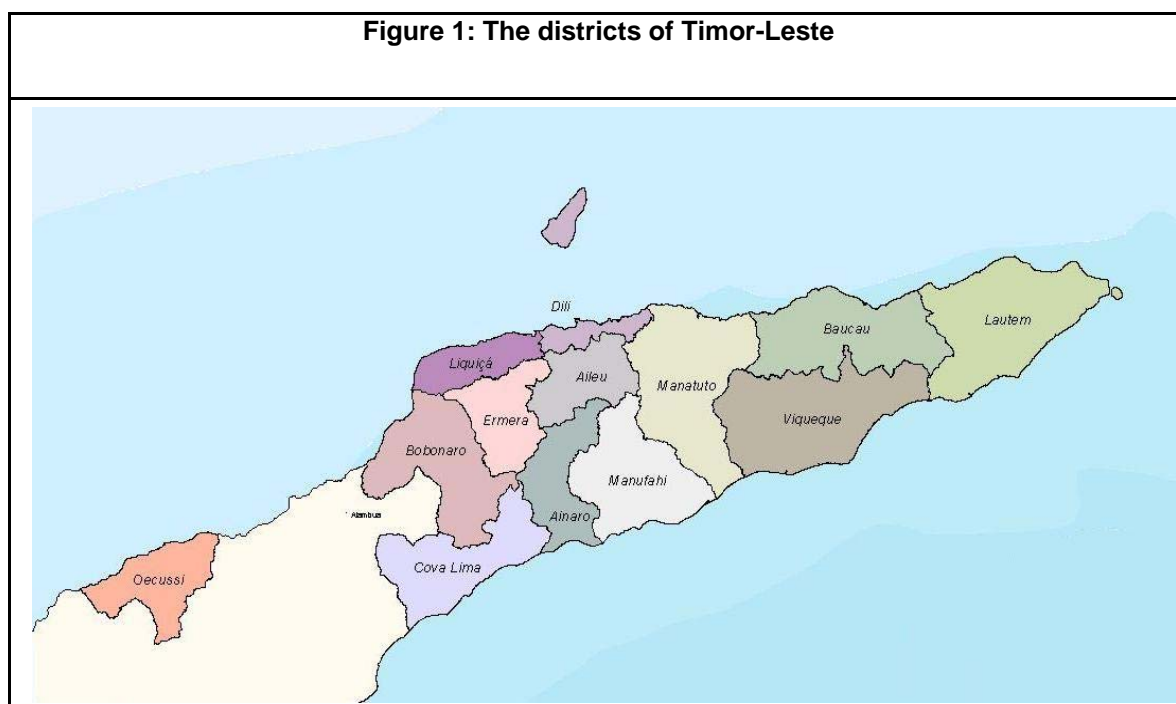 Figure 1: The districts of Timor-Leste
Dili
Baucau
Lautem
Liquiçá
Aileu
Manatuto
Ermera
Viqueque
Bobonaro
Manufahi
Atambua
Ainaro
Cova Lima
Oecussi